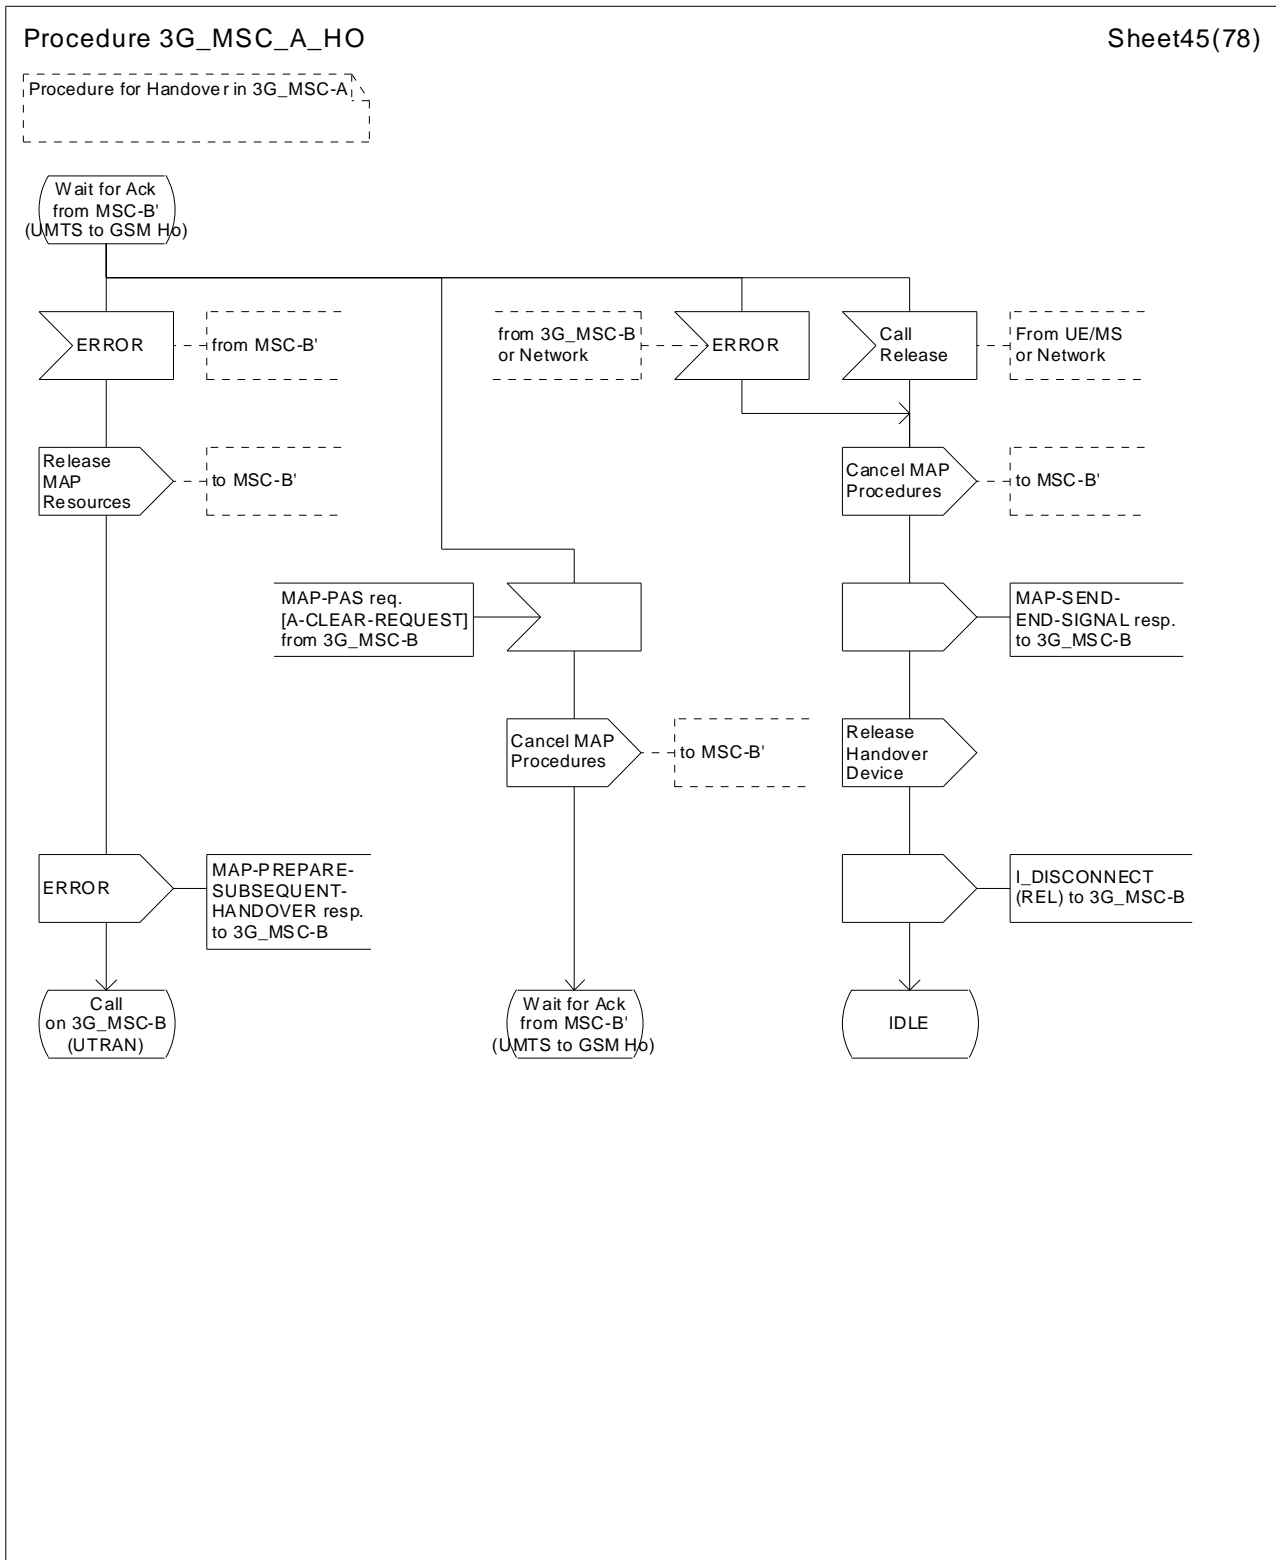 Procedure 3G_MSC_A_HO
Sheet45(78)
Procedure for Handover in 3G_MSC-A
Wait for Ack
from MSC-B'
(UMTS to GSM Ho)
ERROR
from MSC-B'
from 3G_MSC-B
or Network
ERROR
Call
Release
From UE/MS
or Network
Release
MAP
Resources
to MSC-B'
Cancel MAP
Procedures
to MSC-B'
MAP-PAS req.
[A-CLEAR-REQUEST]
from 3G_MSC-B
MAP-SEND-
END-SIGNAL resp.
to 3G_MSC-B
Cancel MAP
Procedures
to MSC-B'
Release
Handover
Device
ERROR
MAP-PREPARE-
SUBSEQUENT-
HANDOVER resp.
to 3G_MSC-B
I_DISCONNECT
(REL) to 3G_MSC-B
Call
on 3G_MSC-B
(UTRAN)
Wait for Ack
from MSC-B'
(UMTS to GSM Ho)
IDLE